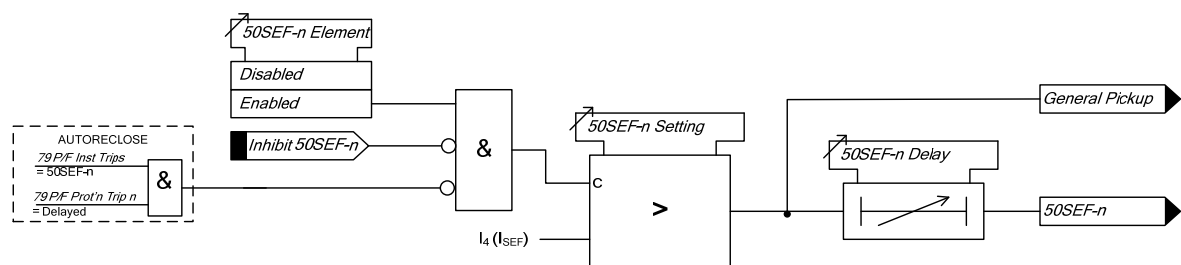 50SEF-n Element
Disabled
Enabled
Inhibit 50SEF-n
AUTORECLOSE
79 P/F Inst Trips
= 50SEF-n
79 P/F Prot'n Trip n
= Delayed
&
&
50SEF-n Setting
c
>
I4 (ISEF)
50SEF-n Delay
General Pickup
50SEF-n